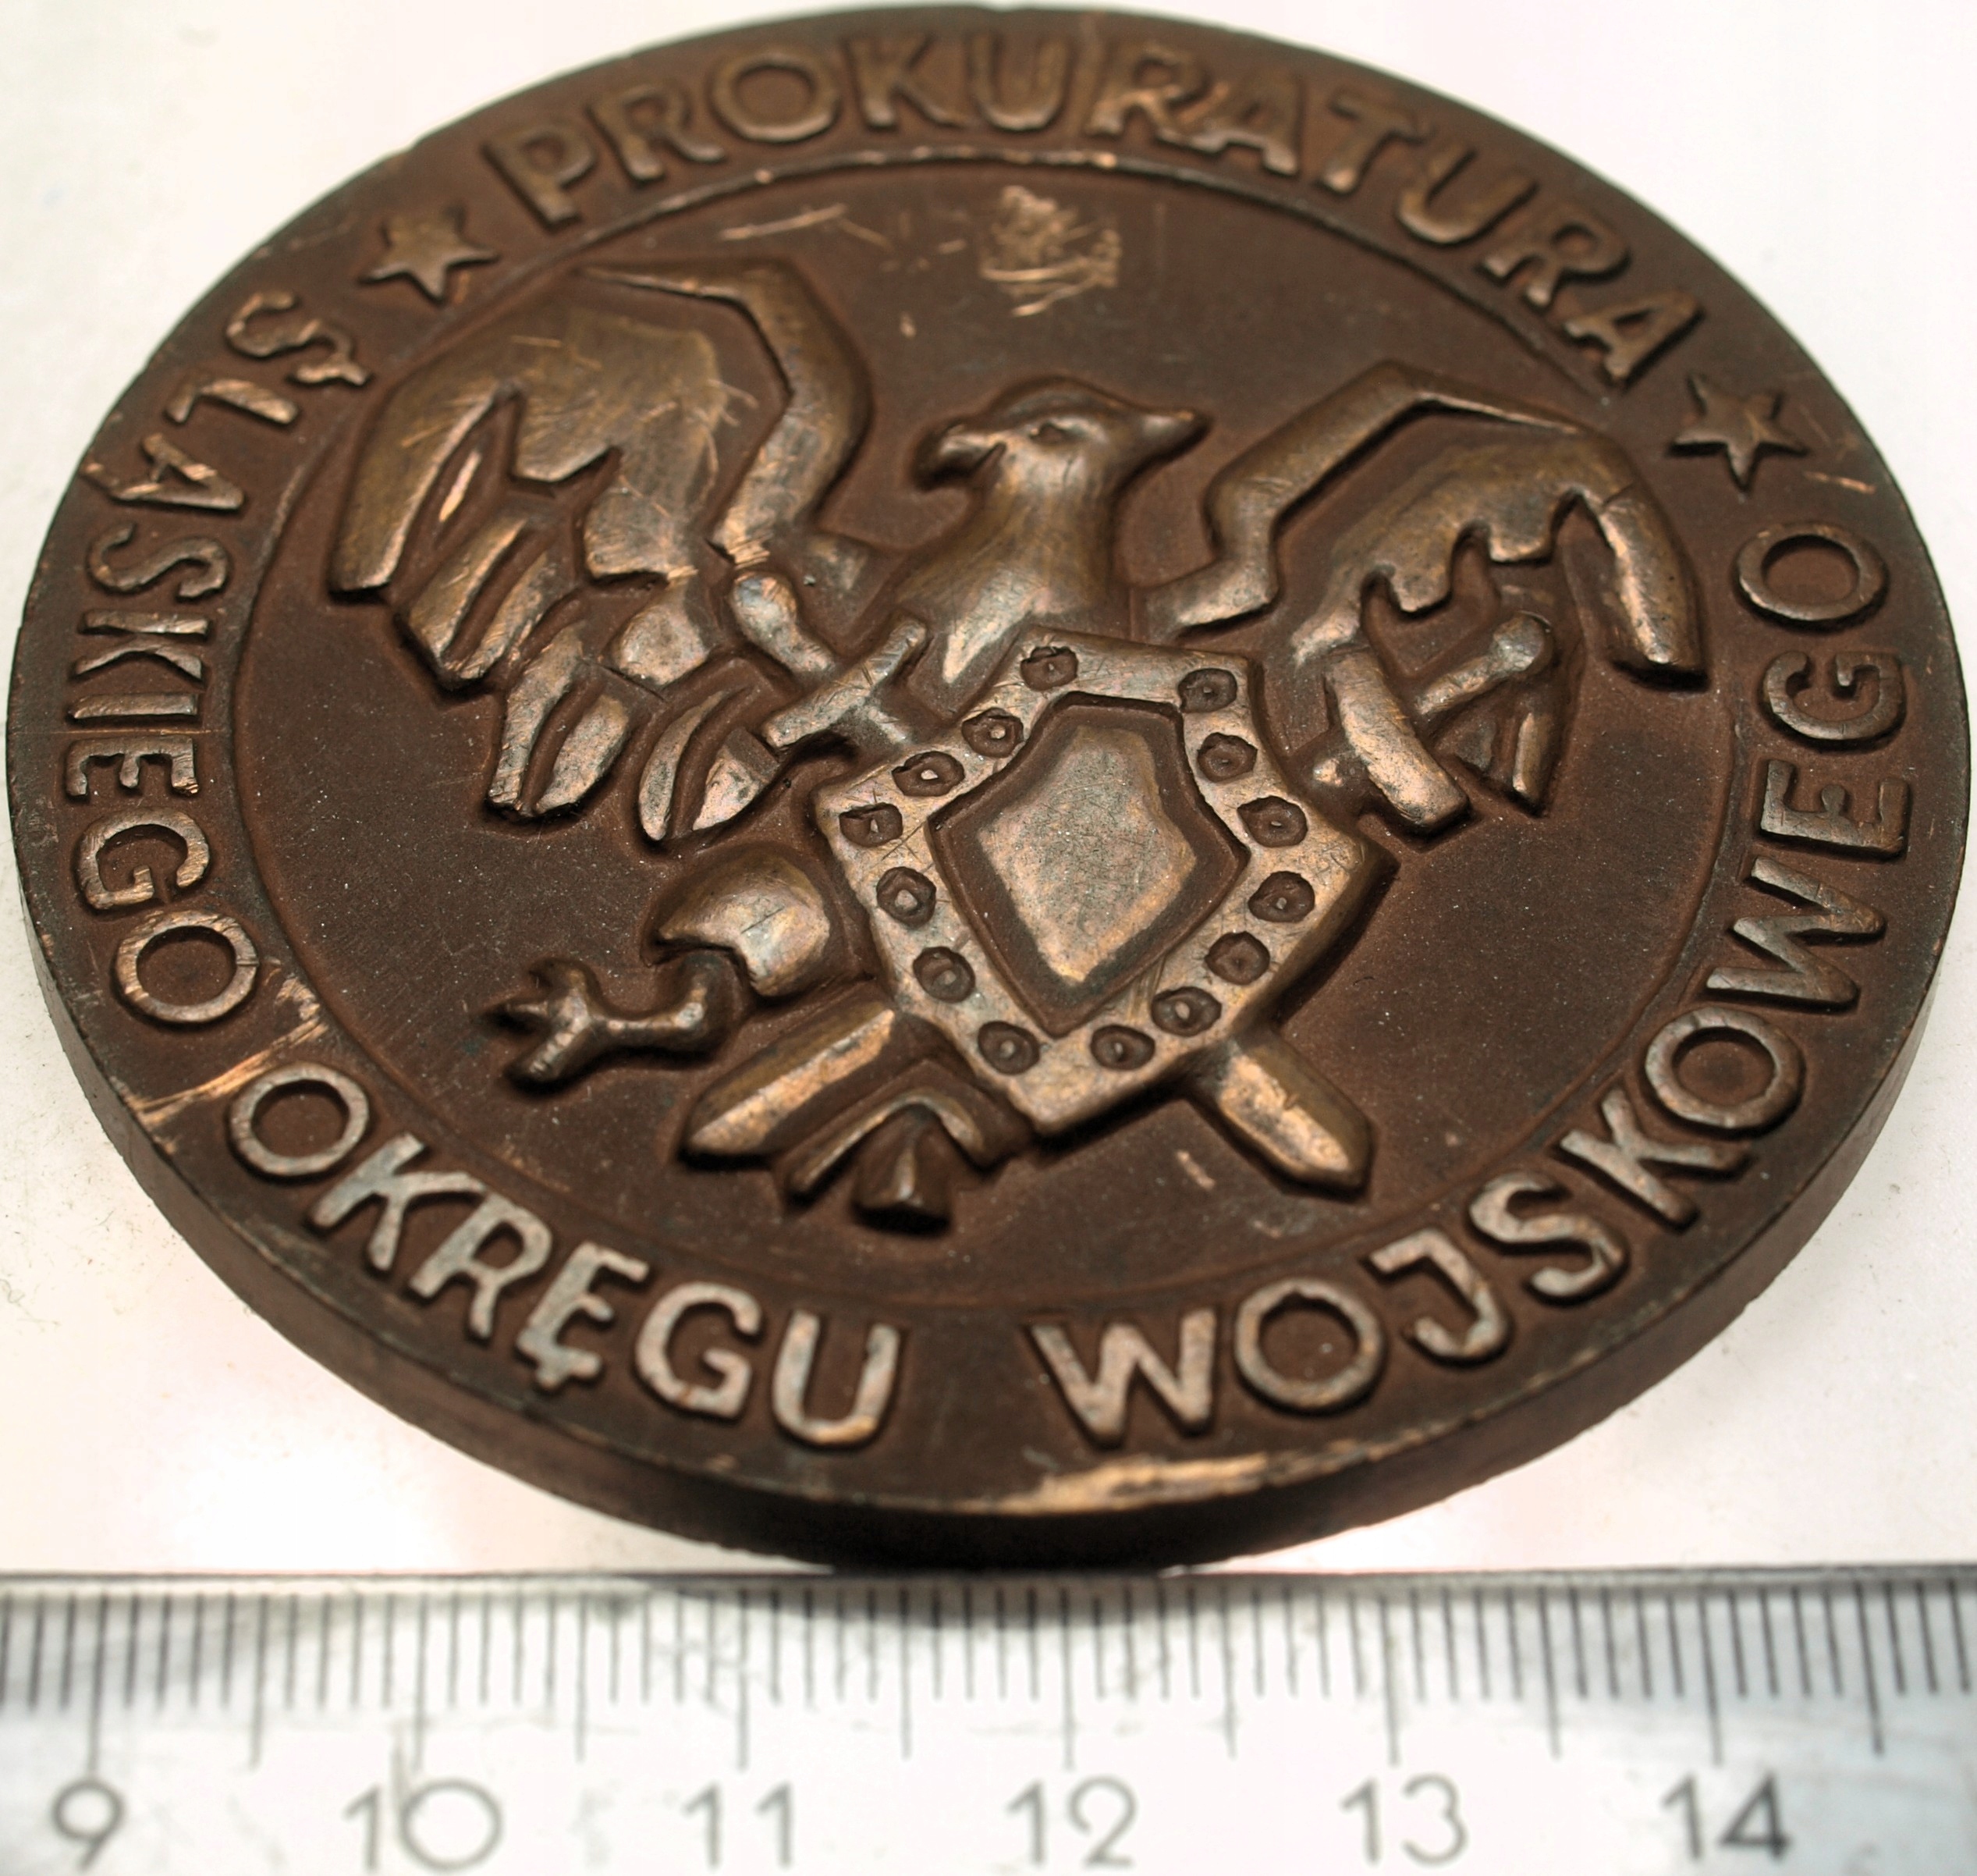 ★ PROKURATURA ★
ŚLĄSKIEGO OKRĘGU WOJSKOWEGO
9 10 11 12 13 14